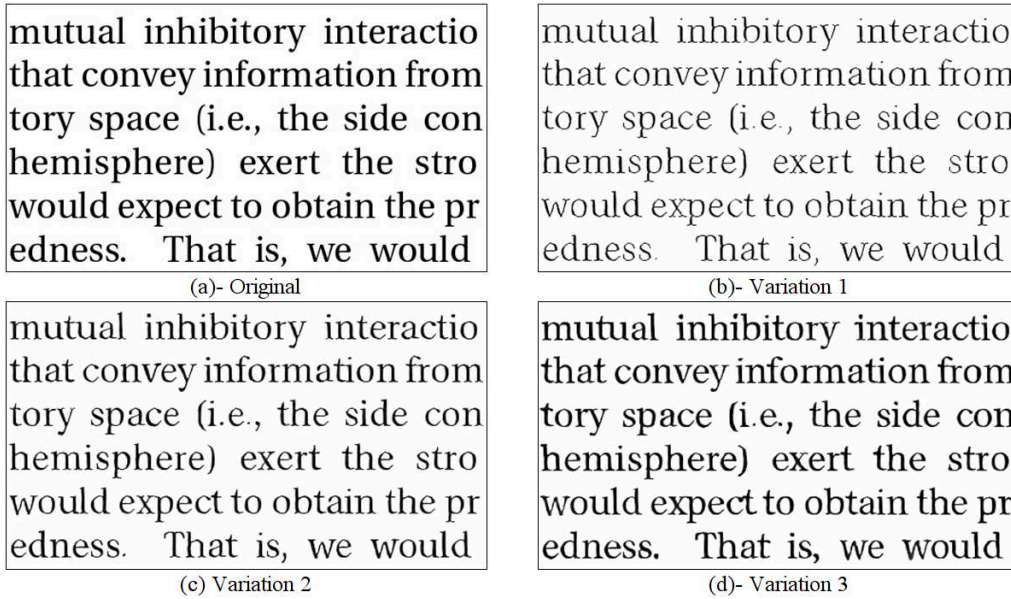 mutual inhibitory interactio
that convey information from
tory space (i.e., the side con
hemisphere) exert the stro
would expect to obtain the pr
edness. That is, we would
(a)- Original
mutual inhibitory interactio
that convey information from
tory space (i.e., the side con
hemisphere) exert the stro
would expect to obtain the pr
edness. That is, we would
(b)- Variation 1
mutual inhibitory interactio
that convey information from
tory space (i.e., the side con
hemisphere) exert the stro
would expect to obtain the pr
edness. That is, we would
(c) Variation 2
mutual inhibitory interactio
that convey information from
tory space (i.e., the side con
hemisphere) exert the stro
would expect to obtain the pr
edness. That is, we would
(d)- Variation 3